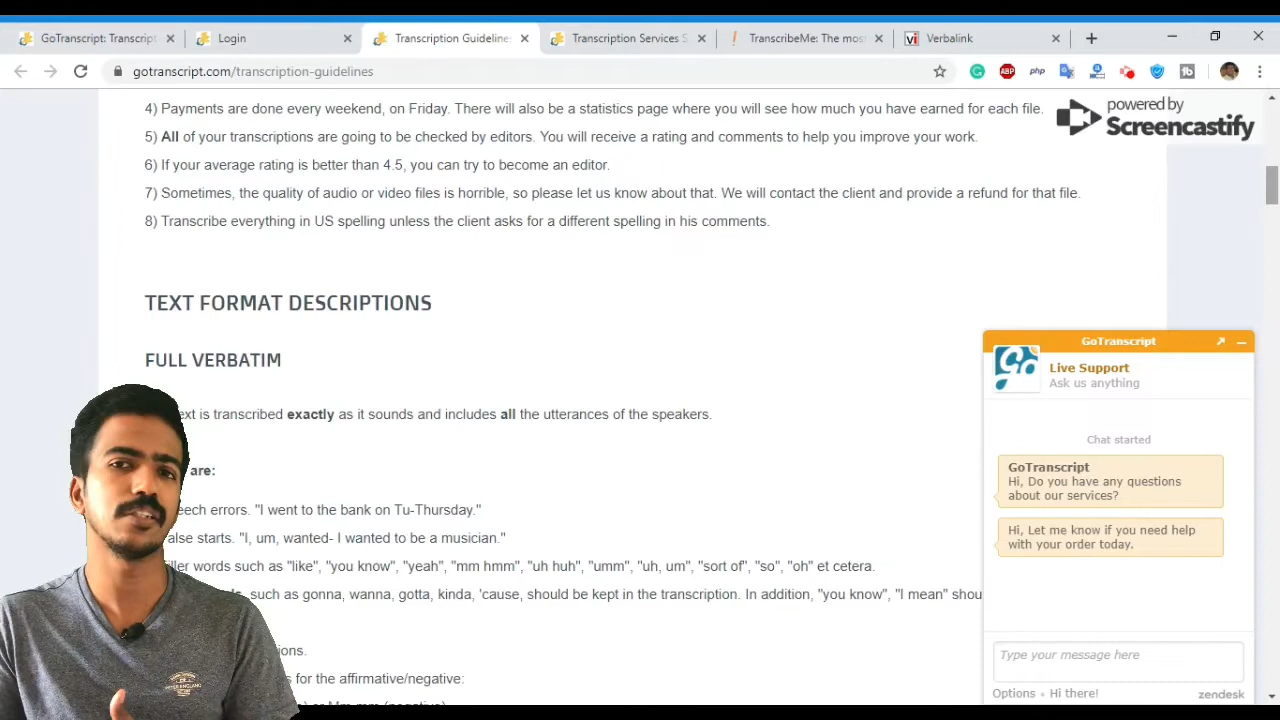 GoTranscript: Transcript
Login
Transcription Guideline
Transcription Services S
TranscribeMe: The mos
Verbalink
gotranscript.com/transcription-guidelines
ABP
php
powered by
Screencastify
4) Payments are done every weekend, on Friday. There will also be a statistics page where you will see how much you have earned for each file.
5) All of your transcriptions are going to be checked by editors. You will receive a rating and comments to help you improve your work.
6) If your average rating is better than 4.5, you can try to become an editor.
7) Sometimes, the quality of audio or video files is horrible, so please let us know about that. We will contact the client and provide a refund for that file.
8) Transcribe everything in US spelling unless the client asks for a different spelling in his comments.
TEXT FORMAT DESCRIPTIONS
FULL VERBATIM
ext is transcribed exactly as it sounds and includes all the utterances of the speakers.
are:
eech errors. "I went to the bank on Tu-Thursday."
alse starts. "I, um, wanted- I wanted to be a musician."
ller words such as "like", "you know", "yeah", "mm hmm", "uh huh", "umm", "uh, um", "sort of", "so", "oh" et cetera.
such as gonna, wanna, gotta, kinda, 'cause, should be kept in the transcription. In addition, "you know", "I mean" shou
ions.
s for the affirmative/negative:
or Mm-mm (negative)
GoTranscript
Live Support
Ask us anything
Chat started
GoTranscript
Hi, Do you have any questions
about our services?
Hi, Let me know if you need help
with your order today.
Type your message here
Options • Hi there!
zendesk